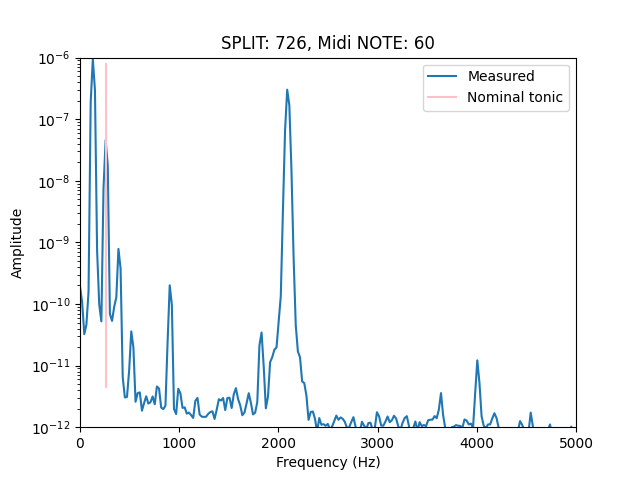 SPLIT: 726, Midi NOTE: 60
Measured
Nominal tonic
Amplitude
10⁻⁶
10⁻⁷
10⁻⁸
10⁻⁹
10⁻¹⁰
10⁻¹¹
10⁻¹²
0 1000 2000 3000 4000 5000
Frequency (Hz)